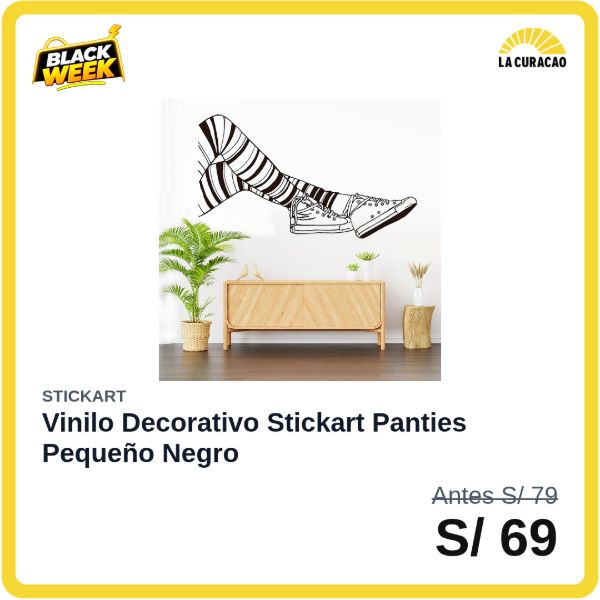 BLACK
WEEK
LA CURACAO
STICKART
Vinilo Decorativo Stickart Panties
Pequeño Negro
Antes S/ 79
S/ 69